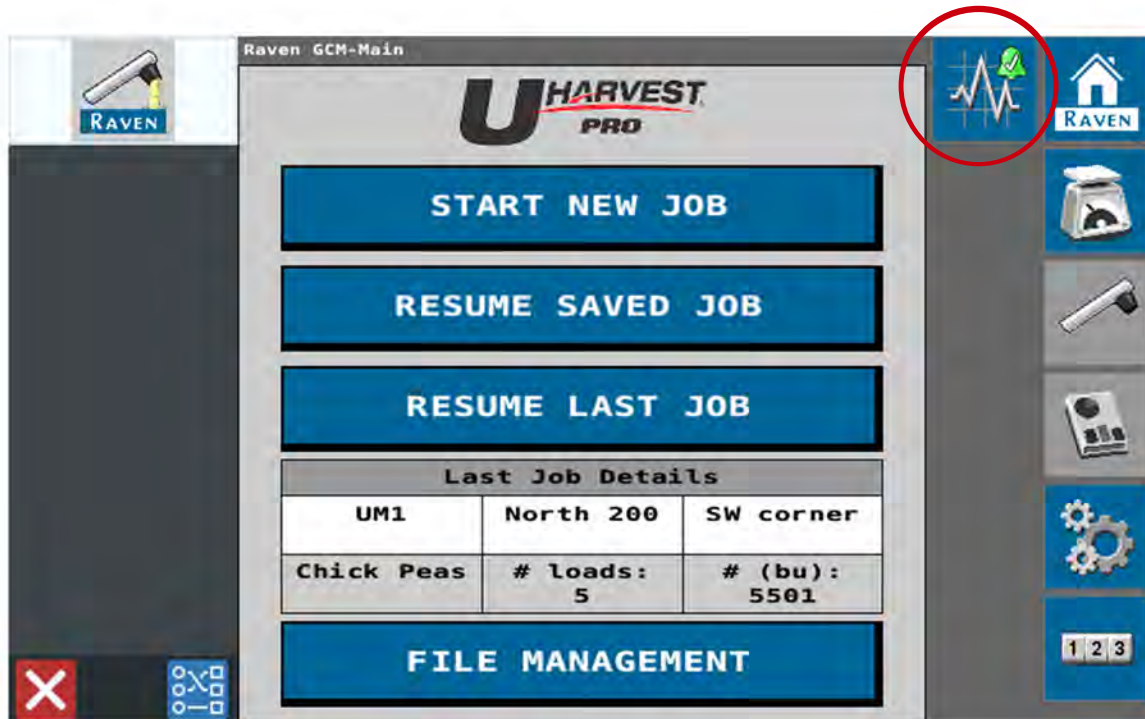 Raven GCM-Main
RAVEN
UHARVEST
PRO
RAVEN
START NEW JOB
RESUME SAVED JOB
RESUME LAST JOB
Last Job Details
UM1 North 200 SW corner
Chick Peas # loads: # (bu):
5 5501
1 2 3
FILE MANAGEMENT